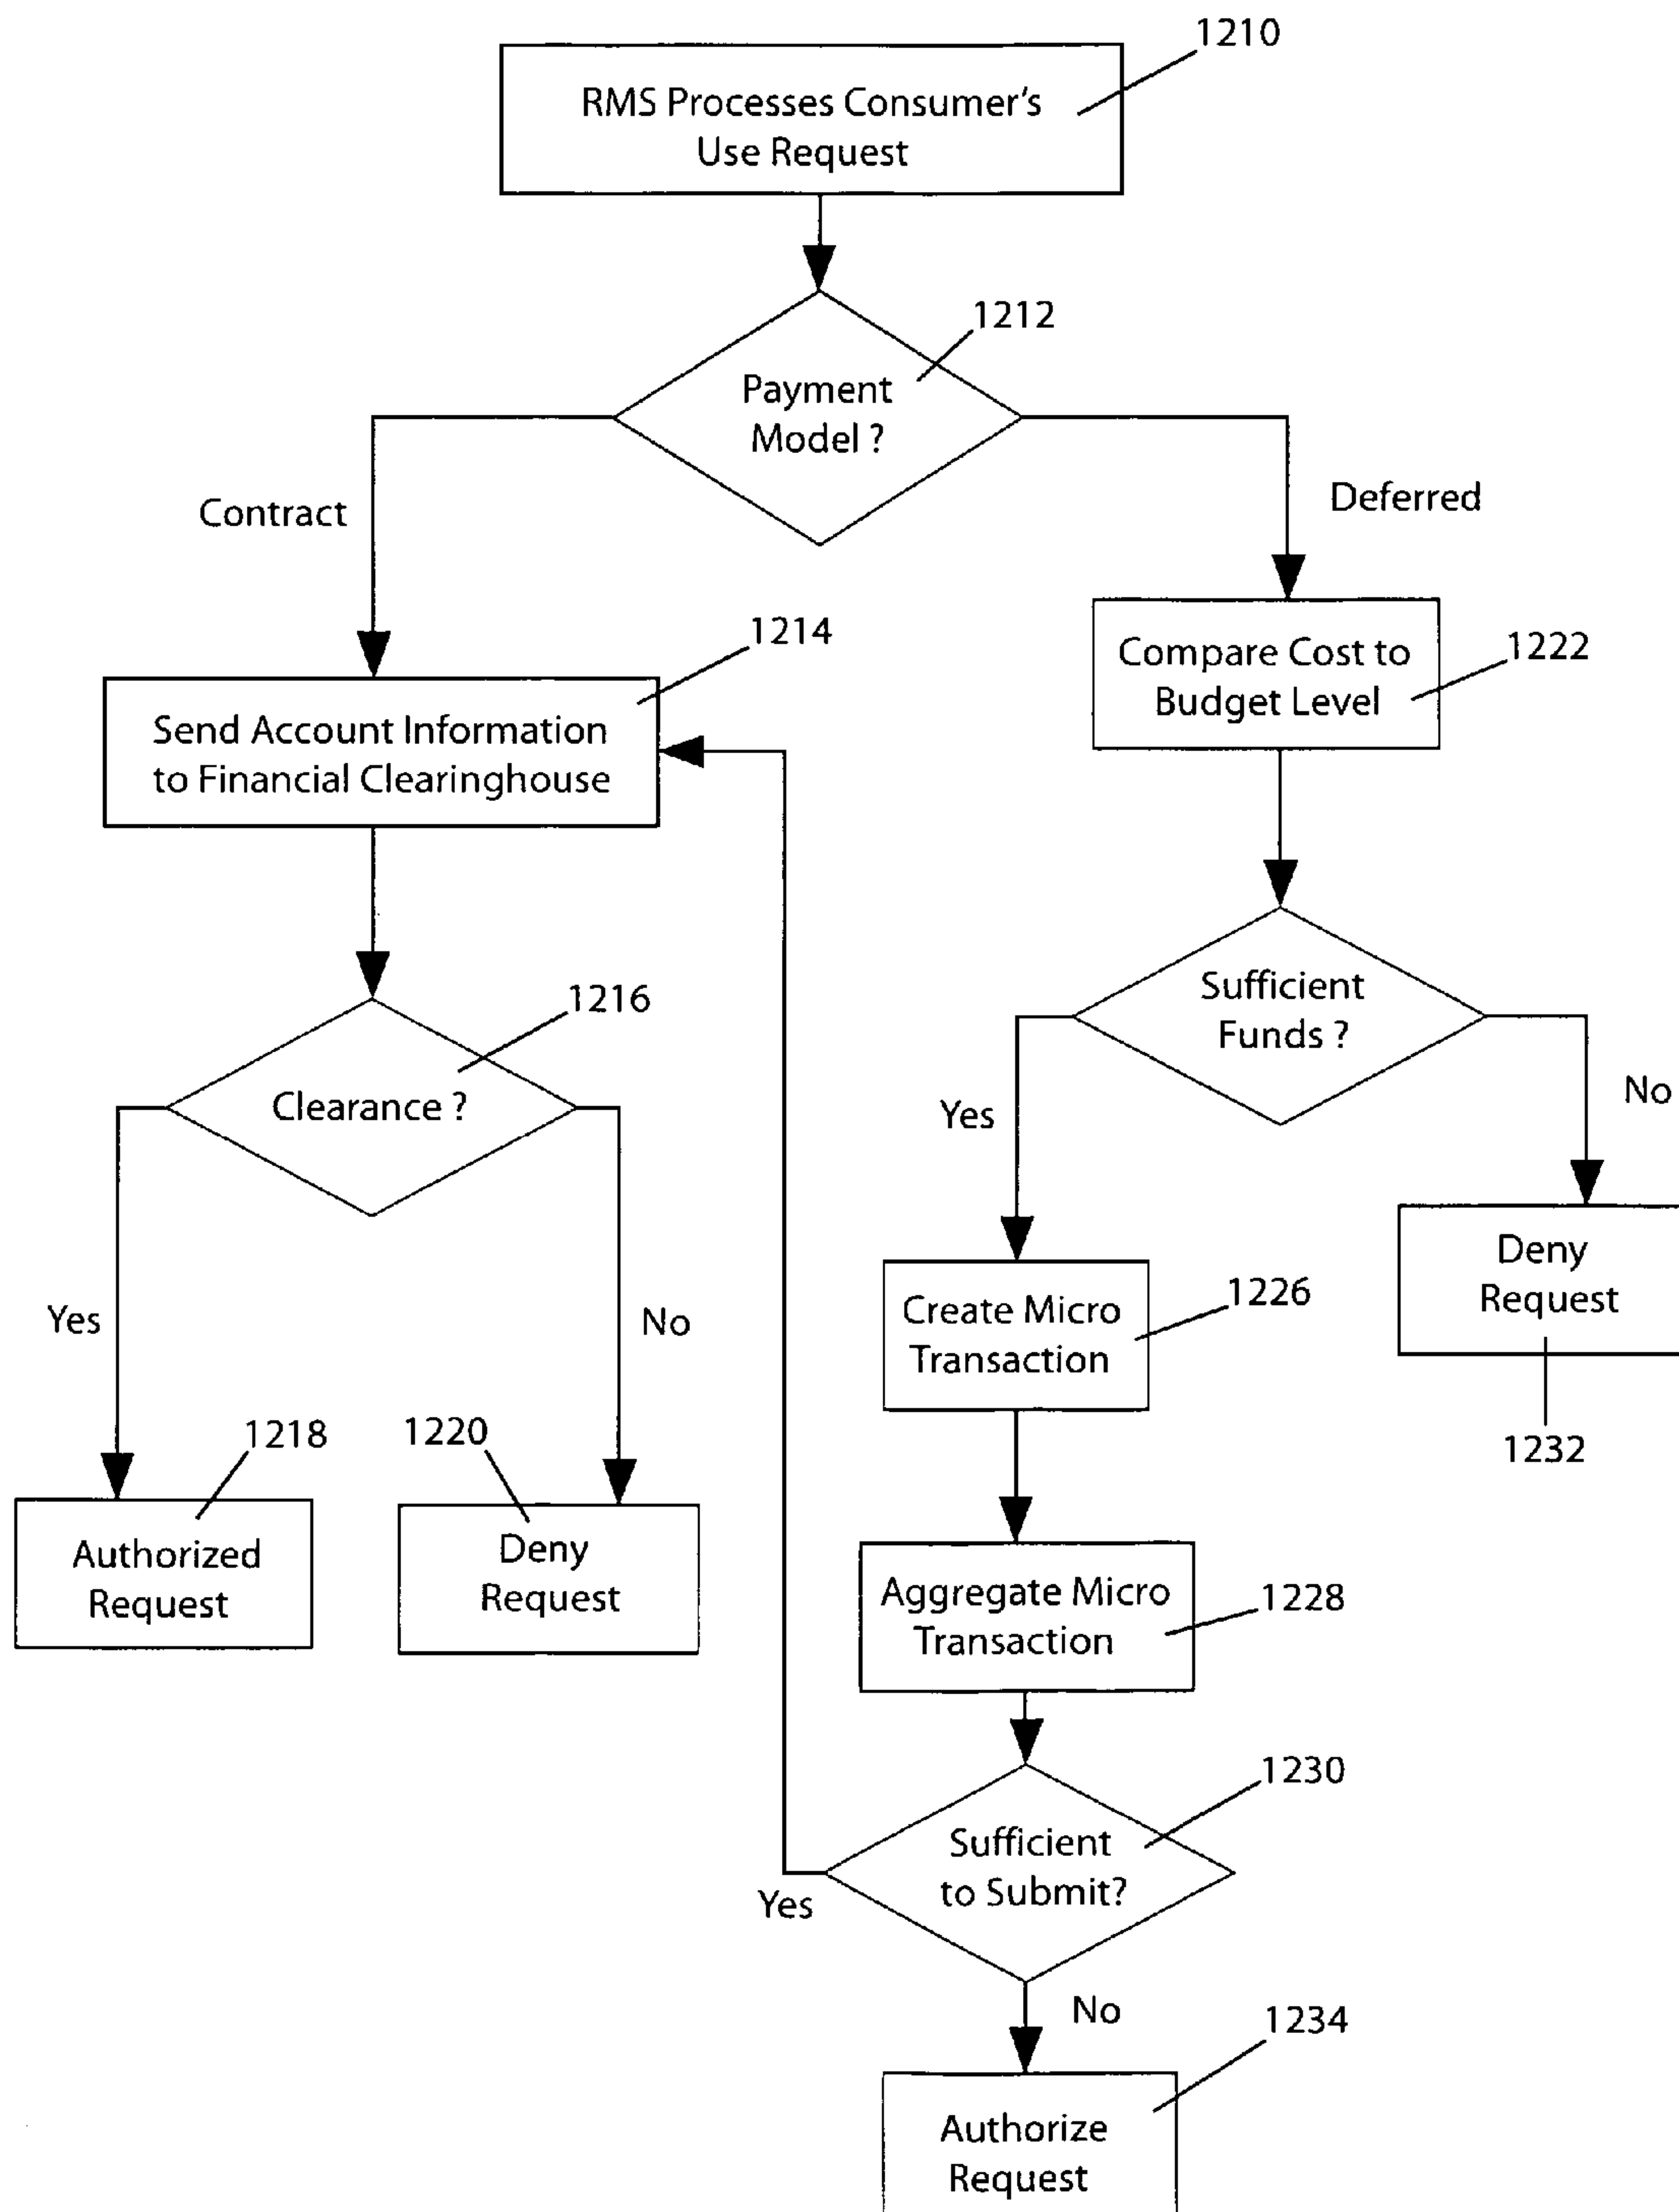 1210
RMS Processes Consumer's
Use Request
1212
Payment
Model ?
Contract
Deferred
1214
Send Account Information
to Financial Clearinghouse
Compare Cost to
Budget Level
1222
1216
Clearance ?
Sufficient
Funds ?
Yes
No
Yes
No
Create Micro
Transaction
1226
Deny
Request
1232
1218
Authorized
Request
1220
Deny
Request
Aggregate Micro
Transaction
1228
1230
Sufficient
to Submit?
Yes
No
1234
Authorize
Request